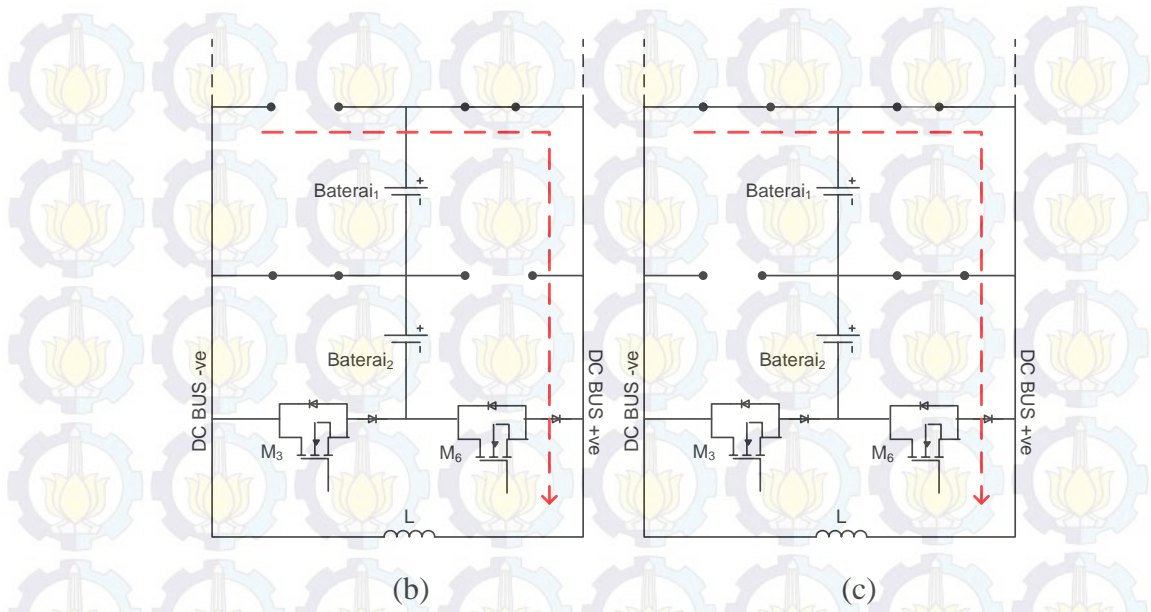 Baterai₁
+
-
Baterai₂
+
-
DC BUS -ve
DC BUS +ve
M₃
M₆
L
(b)
Baterai₁
+
-
Baterai₂
+
-
DC BUS -ve
DC BUS +ve
M₃
M₆
L
(c)